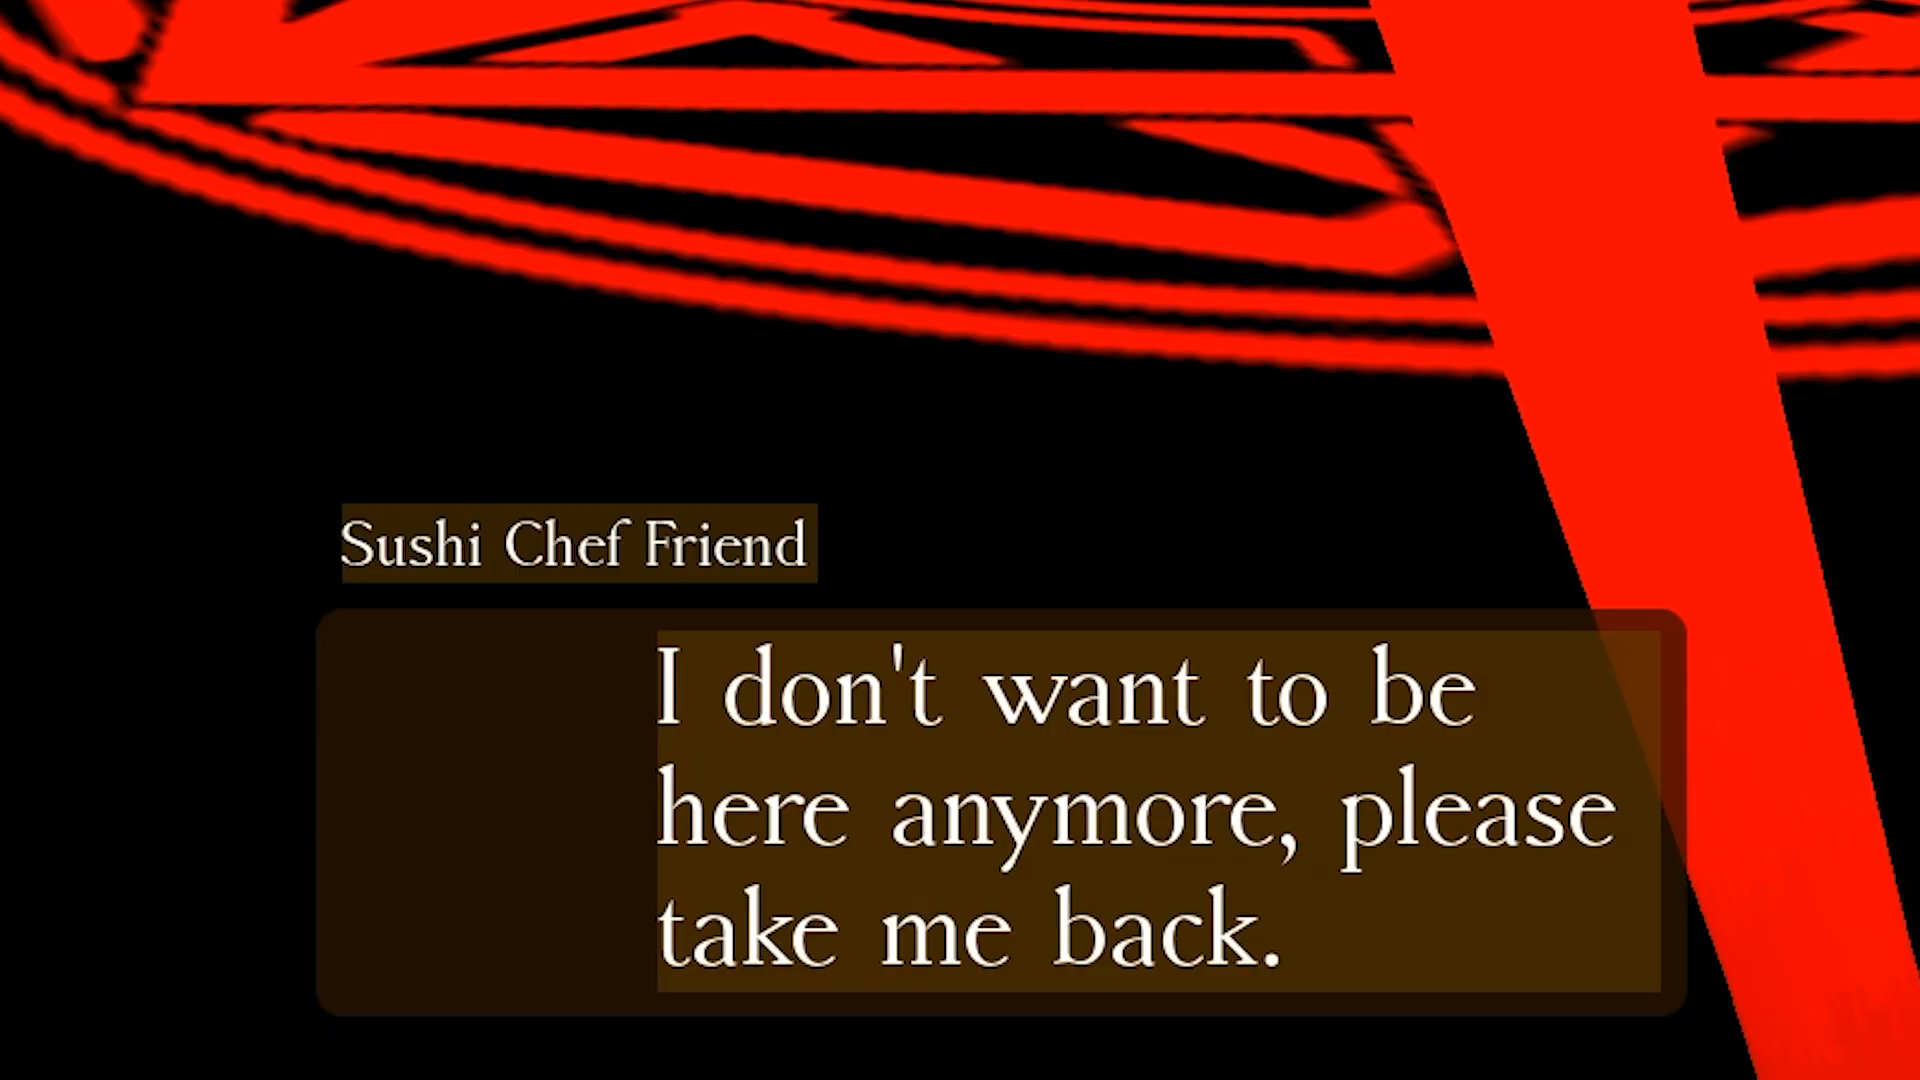 Sushi Chef Friend
I don't want to be
here anymore, please
take me back.